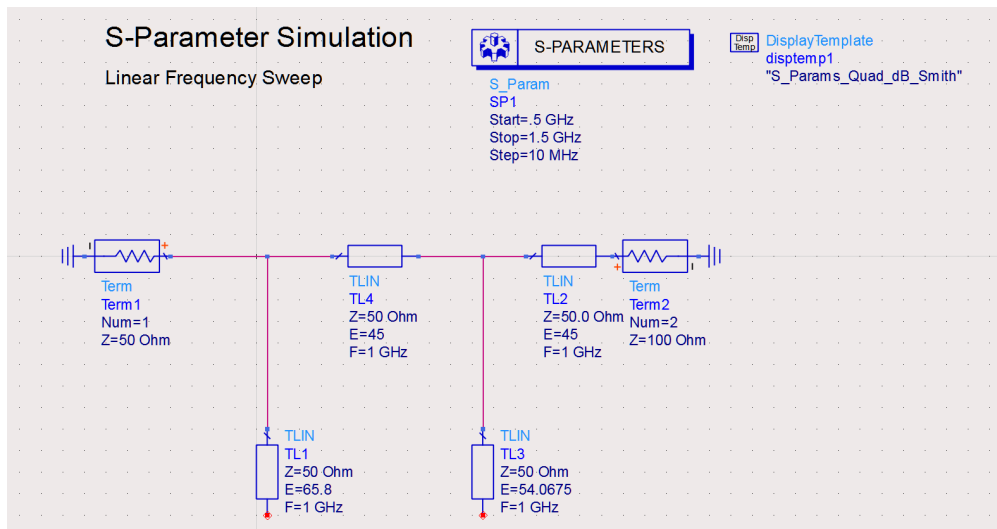 S-Parameter Simulation
Linear Frequency Sweep
S-PARAMETERS
S_Param
SP1
Start=.5 GHz
Stop=1.5 GHz
Step=10 MHz
Disp
Temp
DisplayTemplate
disptemp1
"S_Params_Quad_dB_Smith"
Term
Term1
Num=1
Z=50 Ohm
TLIN
TL4
Z=50 Ohm
E=45
F=1 GHz
TLIN
TL2
Z=50.0 Ohm
E=45
F=1 GHz
Term
Term2
Num=2
Z=100 Ohm
TLIN
TL1
Z=50 Ohm
E=65.8
F=1 GHz
TLIN
TL3
Z=50 Ohm
E=54.0675
F=1 GHz